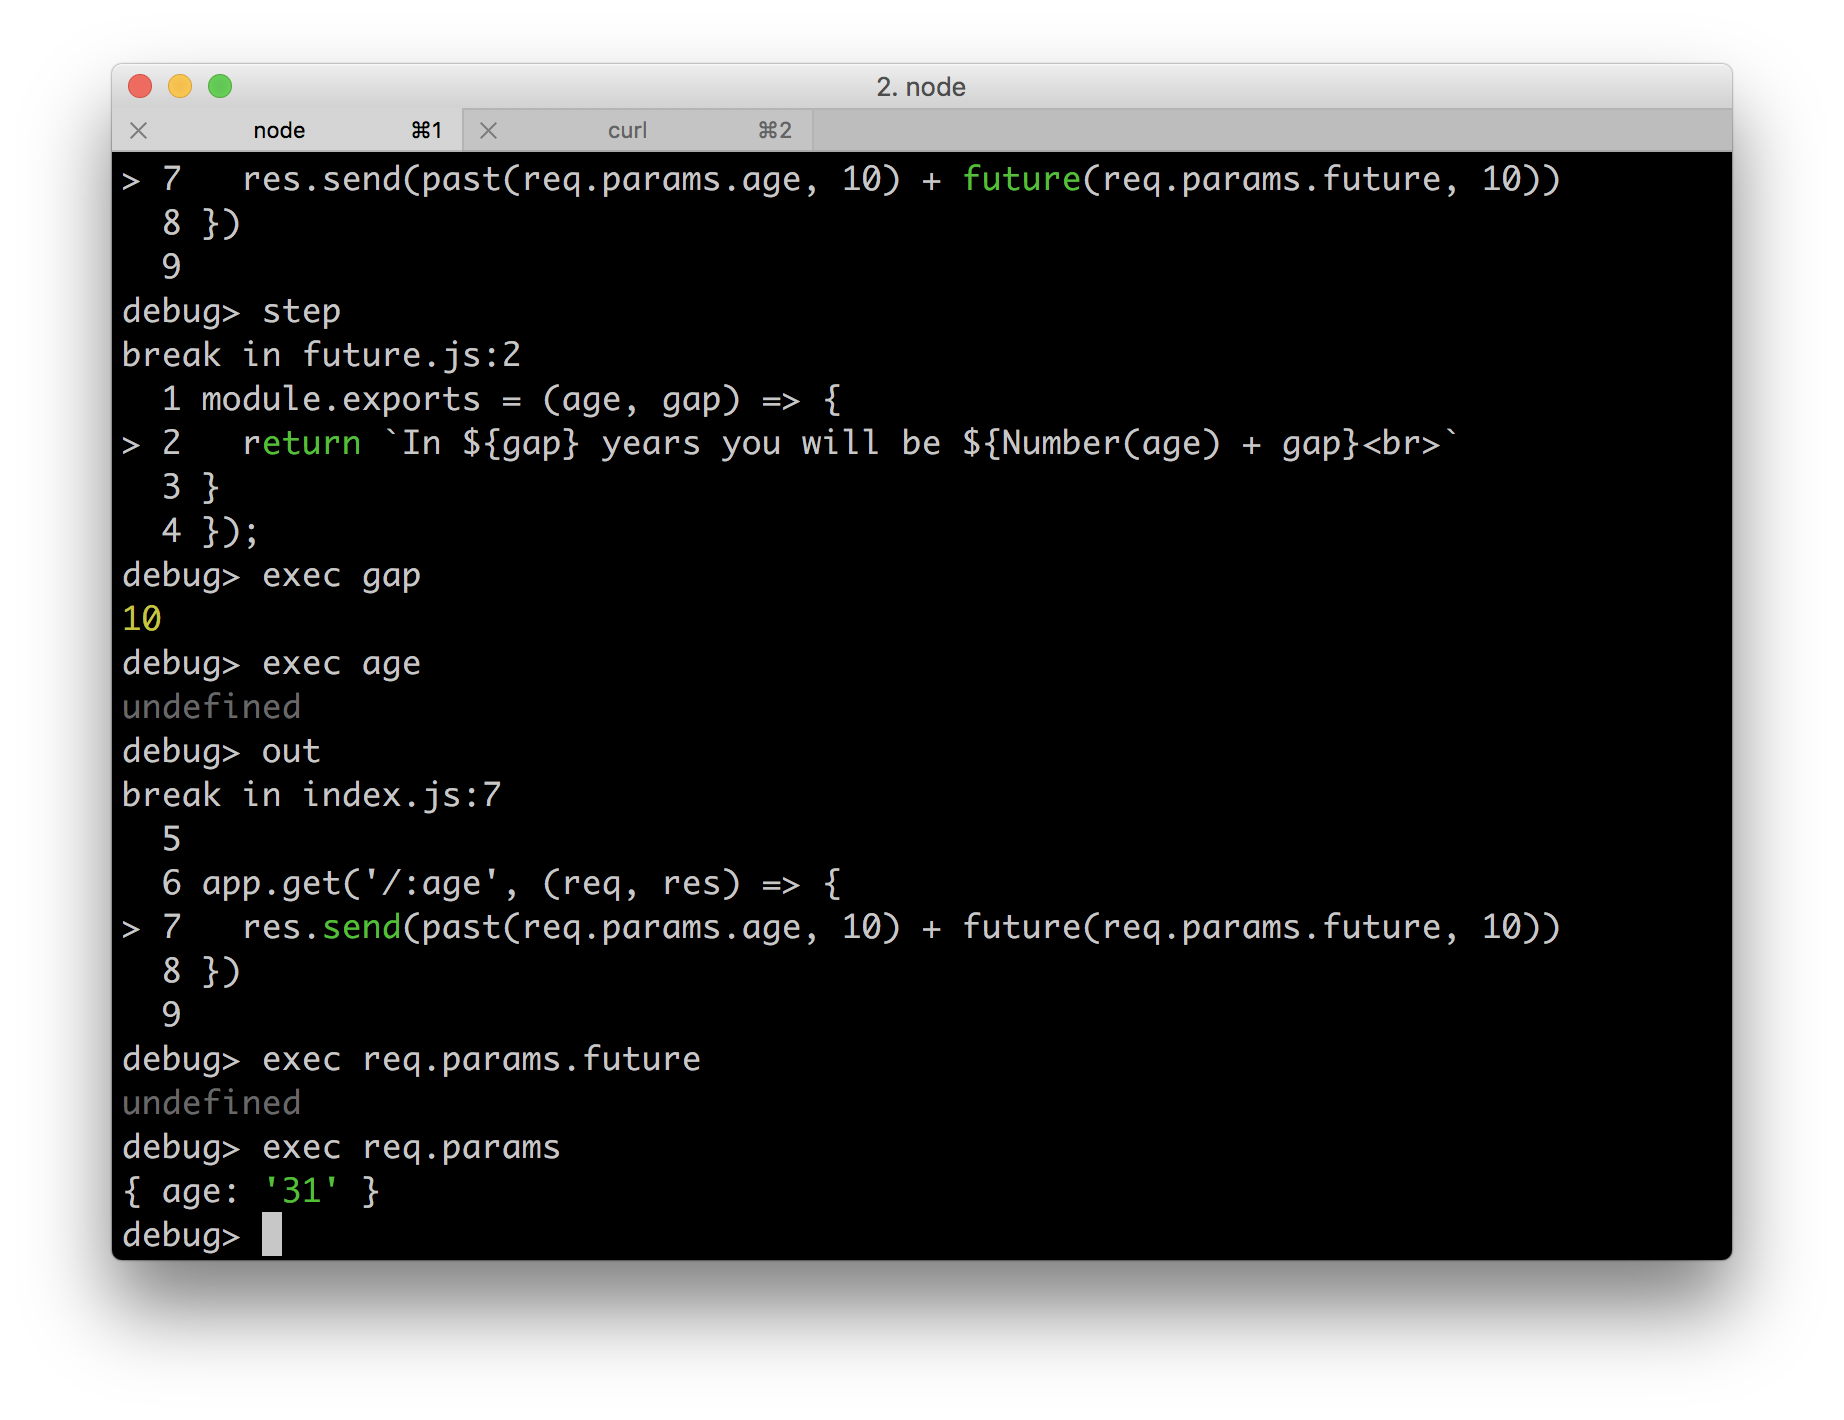 2. node
node ⌘1 curl ⌘2
> 7   res.send(past(req.params.age, 10) + future(req.params.future, 10))
  8 })
  9
debug> step
break in future.js:2
  1 module.exports = (age, gap) => {
> 2   return `In ${gap} years you will be ${Number(age) + gap}<br>`
  3 }
  4 });
debug> exec gap
10
debug> exec age
undefined
debug> out
break in index.js:7
  5
  6 app.get('/:age', (req, res) => {
> 7   res.send(past(req.params.age, 10) + future(req.params.future, 10))
  8 })
  9
debug> exec req.params.future
undefined
debug> exec req.params
{ age: '31' }
debug>